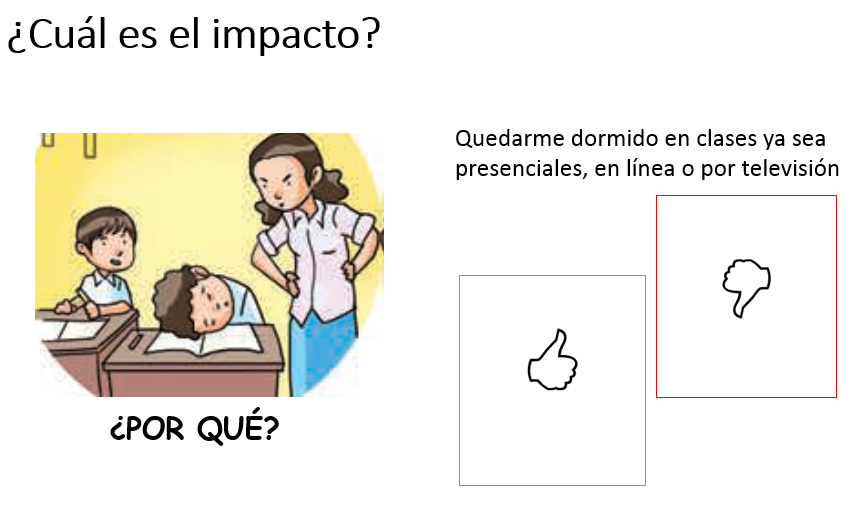 ¿Cuál es el impacto?
Quedarme dormido en clases ya sea
presenciales, en línea o por televisión
¿POR QUÉ?